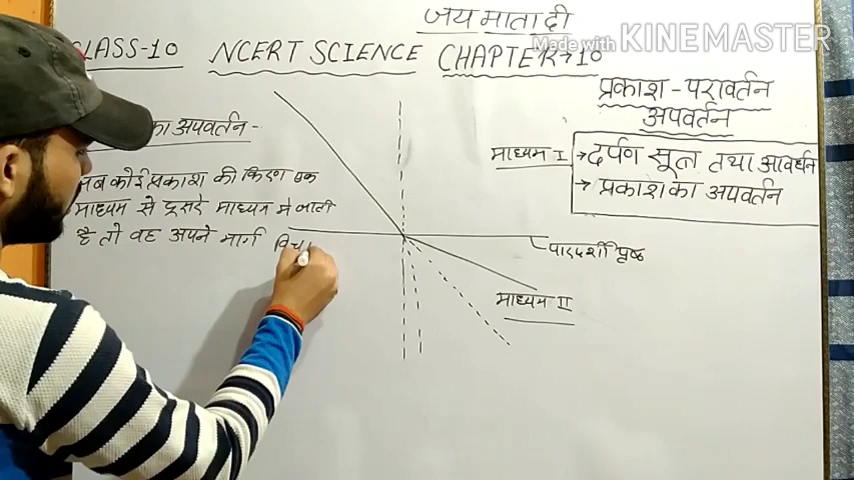 जय माता दी
Made with KINEMASTER
CLASS-10 NCERT SCIENCE CHAPTER→10
प्रकाश-परावर्तन
अपवर्तन
माध्यम I
→दर्पण सूत्र तथा आवर्धन
→ प्रकाश का अपवर्तन
का अपवर्तन -
जब कोई प्रकाश की किरण एक
माध्यम से दूसरे माध्यम में जाती
है तो वह अपने मार्ग
पारदर्शी पृष्ठ
माध्यम II